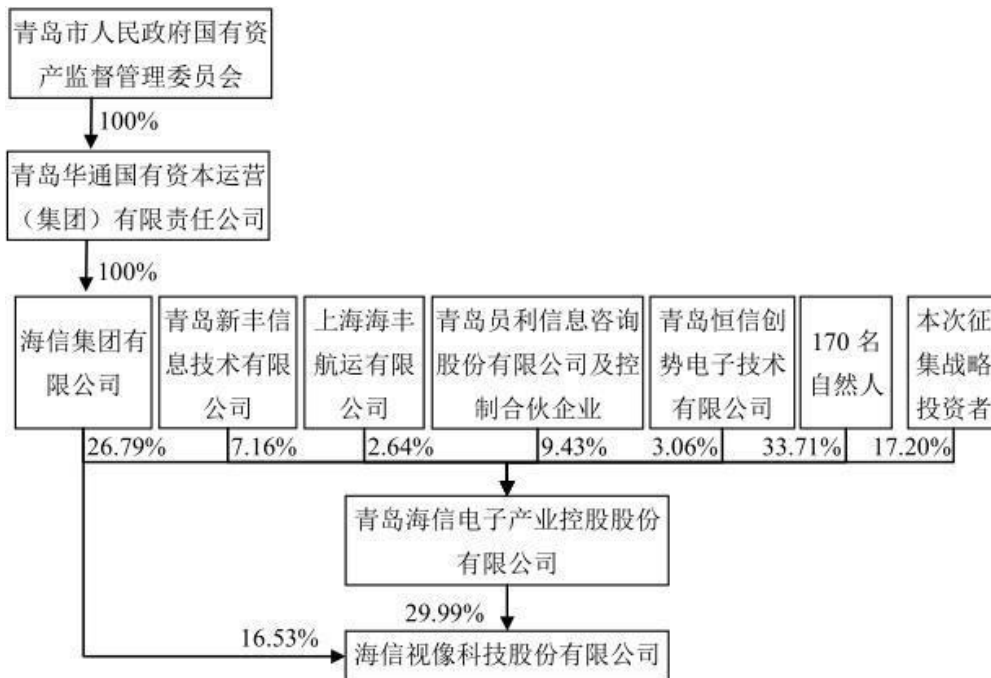 青岛市人民政府国有资
产监督管理委员会
100%
青岛华通国有资本运营
（集团）有限责任公司
100%
海信集团有
限公司
青岛新丰信
息技术有限
公司
上海海丰
航运有限
公司
青岛员利信息咨询
股份有限公司及控
制合伙企业
青岛恒信创
势电子技术
有限公司
170 名
自然人
本次征
集战略
投资者
26.79%
7.16%
2.64%
9.43%
3.06%
33.71%
17.20%
青岛海信电子产业控股股份
有限公司
29.99%
16.53%
海信视像科技股份有限公司